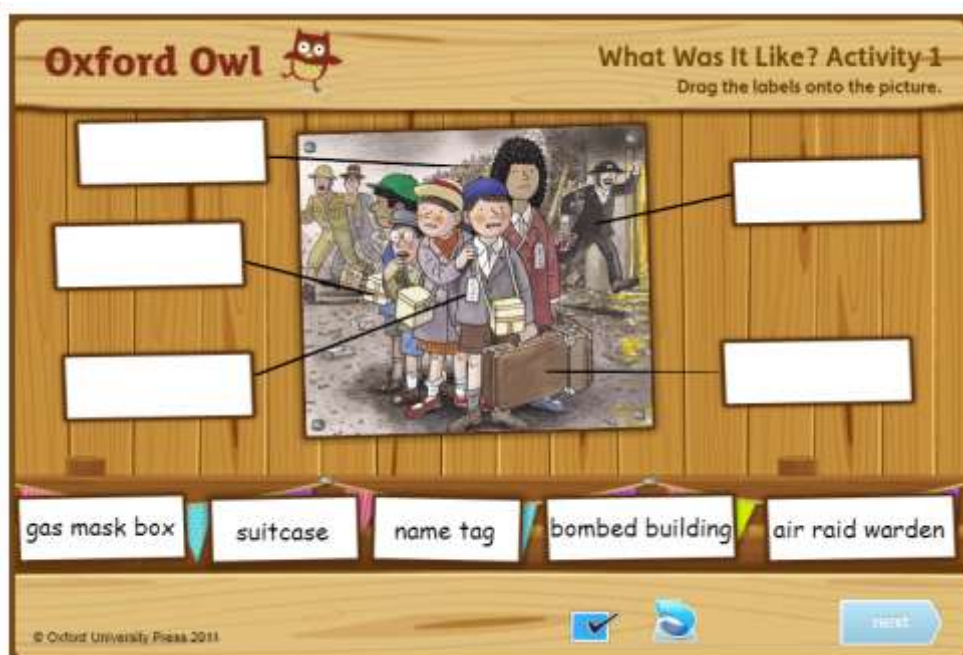 Oxford Owl
What Was It Like? Activity 1
Drag the labels onto the picture.
gas mask box
suitcase
name tag
bombed building
air raid warden
© Oxford University Press 2011
next